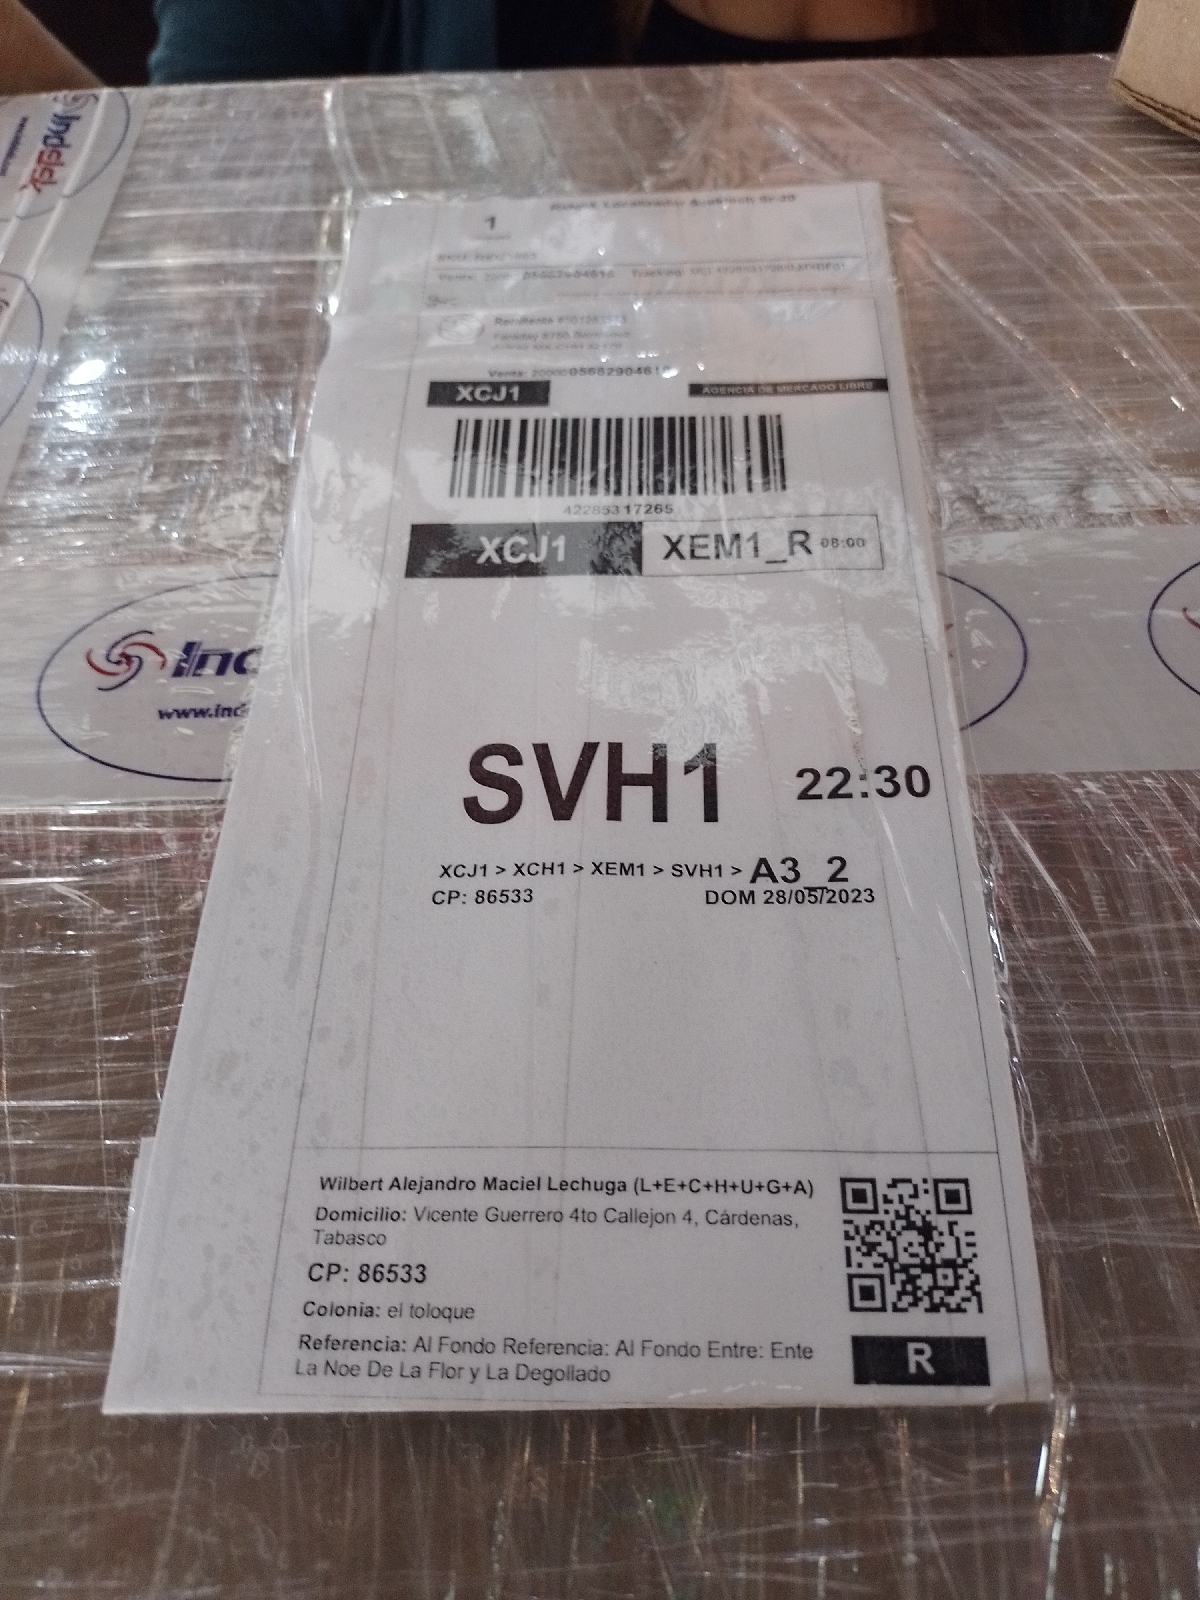 Indek
1
XCJ1
AGENCIA DE MERCADO LIBRE
42285317265
XCJ1 XEM1_R 08:00
www.ind
SVH1 22:30
XCJ1 > XCH1 > XEM1 > SVH1 > A3_2
CP: 86533 DOM 28/05/2023
Wilbert Alejandro Maciel Lechuga (L+E+C+H+U+G+A)
Domicilio: Vicente Guerrero 4to Callejon 4, Cárdenas,
Tabasco
CP: 86533
Colonia: el toloque
Referencia: Al Fondo Referencia: Al Fondo Entre: Ente
La Noe De La Flor y La Degollado
R